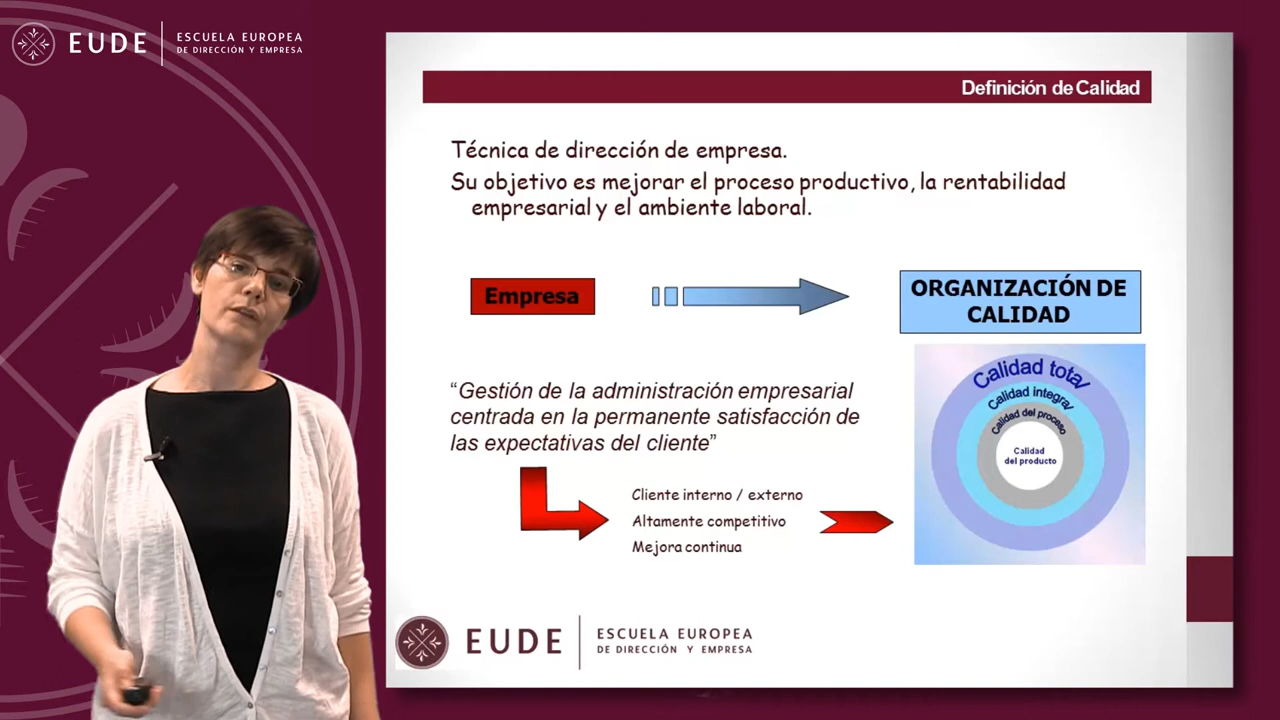 EUDE
ESCUELA EUROPEA
DE DIRECCIÓN Y EMPRESA
Definición de Calidad
Técnica de dirección de empresa.
Su objetivo es mejorar el proceso productivo, la rentabilidad
empresarial y el ambiente laboral.
Empresa
ORGANIZACIÓN DE
CALIDAD
“Gestión de la administración empresarial
centrada en la permanente satisfacción de
las expectativas del cliente”
Cliente interno / externo
Altamente competitivo
Mejora continua
Calidad total
Calidad integral
Calidad del proceso
Calidad
del producto
EUDE
ESCUELA EUROPEA
DE DIRECCIÓN Y EMPRESA